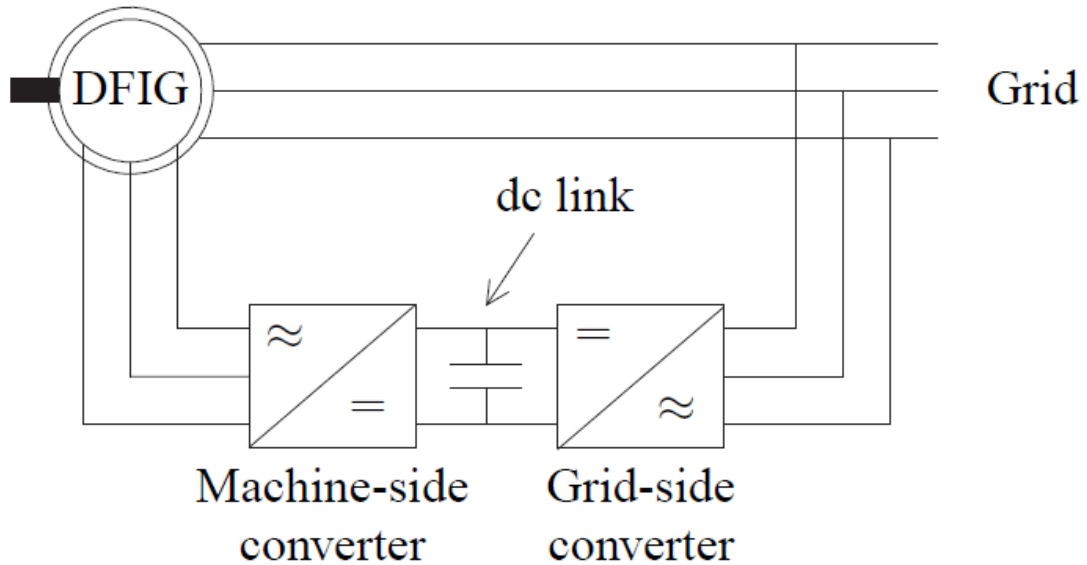 DFIG
Grid
dc link
≈
=
=
≈
Machine-side
converter
Grid-side
converter